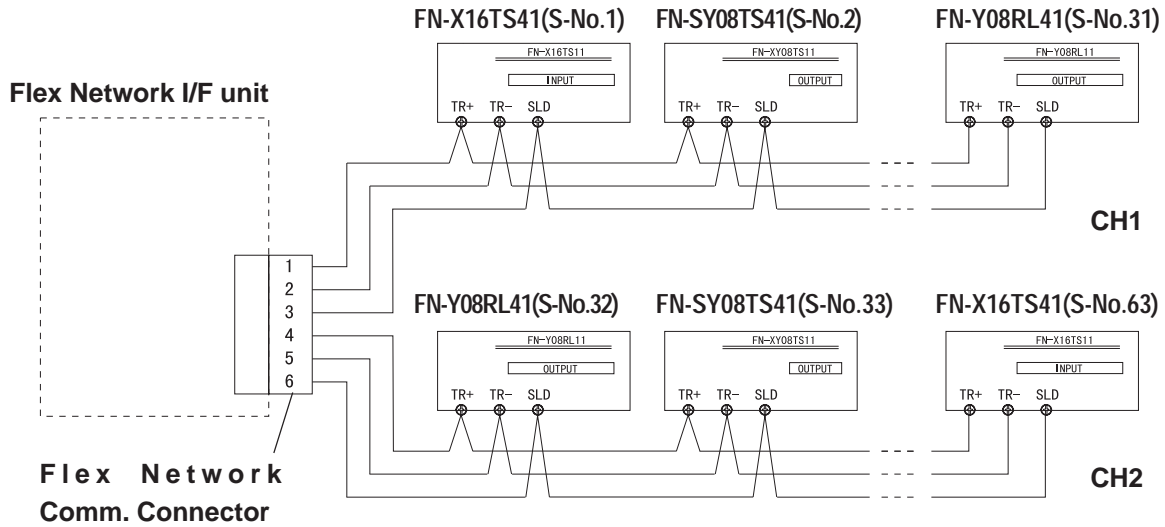 FN-X16TS41(S-No.1) FN-SY08TS41(S-No.2) FN-Y08RL41(S-No.31)
FN-X16TS11 FN-XY08TS11 FN-Y08RL11
INPUT OUTPUT OUTPUT
TR+ TR- SLD TR+ TR- SLD TR+ TR- SLD
Flex Network I/F unit
CH1
1
2
3
4
5
6
FN-Y08RL41(S-No.32) FN-SY08TS41(S-No.33) FN-X16TS41(S-No.63)
FN-Y08RL11 FN-XY08TS11 FN-X16TS11
OUTPUT OUTPUT INPUT
TR+ TR- SLD TR+ TR- SLD TR+ TR- SLD
CH2
Flex Network
Comm. Connector